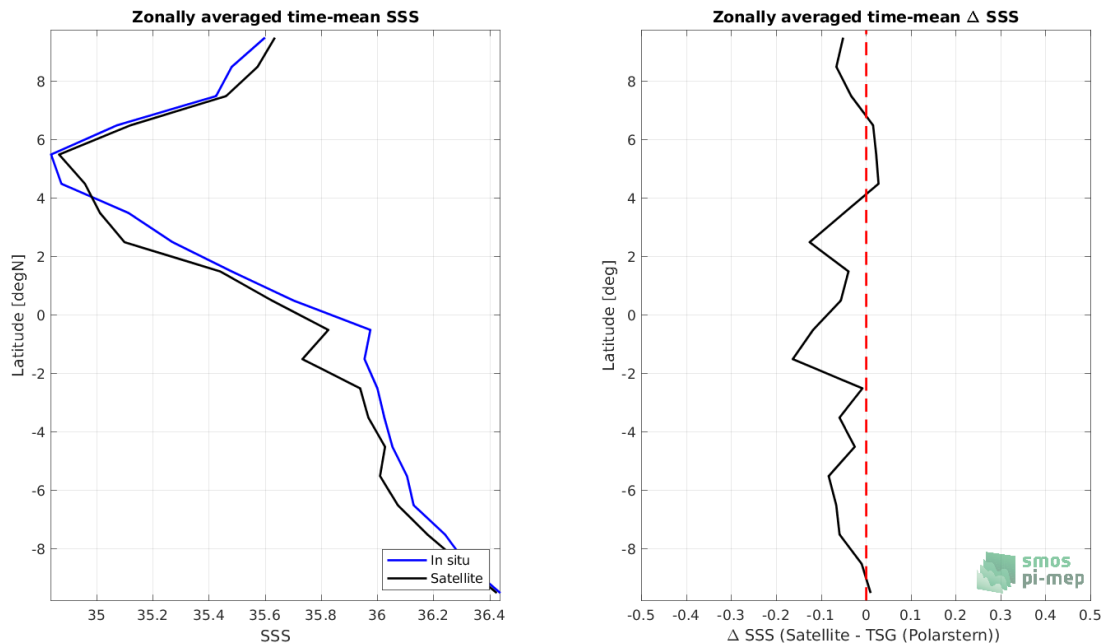 Zonally averaged time-mean SSS
8
6
4
2
0
-2
-4
-6
-8
Latitude [degN]
35 35.2 35.4 35.6 35.8 36 36.2 36.4
SSS
In situ
Satellite
Zonally averaged time-mean Δ SSS
8
6
4
2
0
-2
-4
-6
-8
Latitude [deg]
-0.5 -0.4 -0.3 -0.2 -0.1 0 0.1 0.2 0.3 0.4 0.5
Δ SSS (Satellite - TSG (Polarstern))
smos
pi-mep